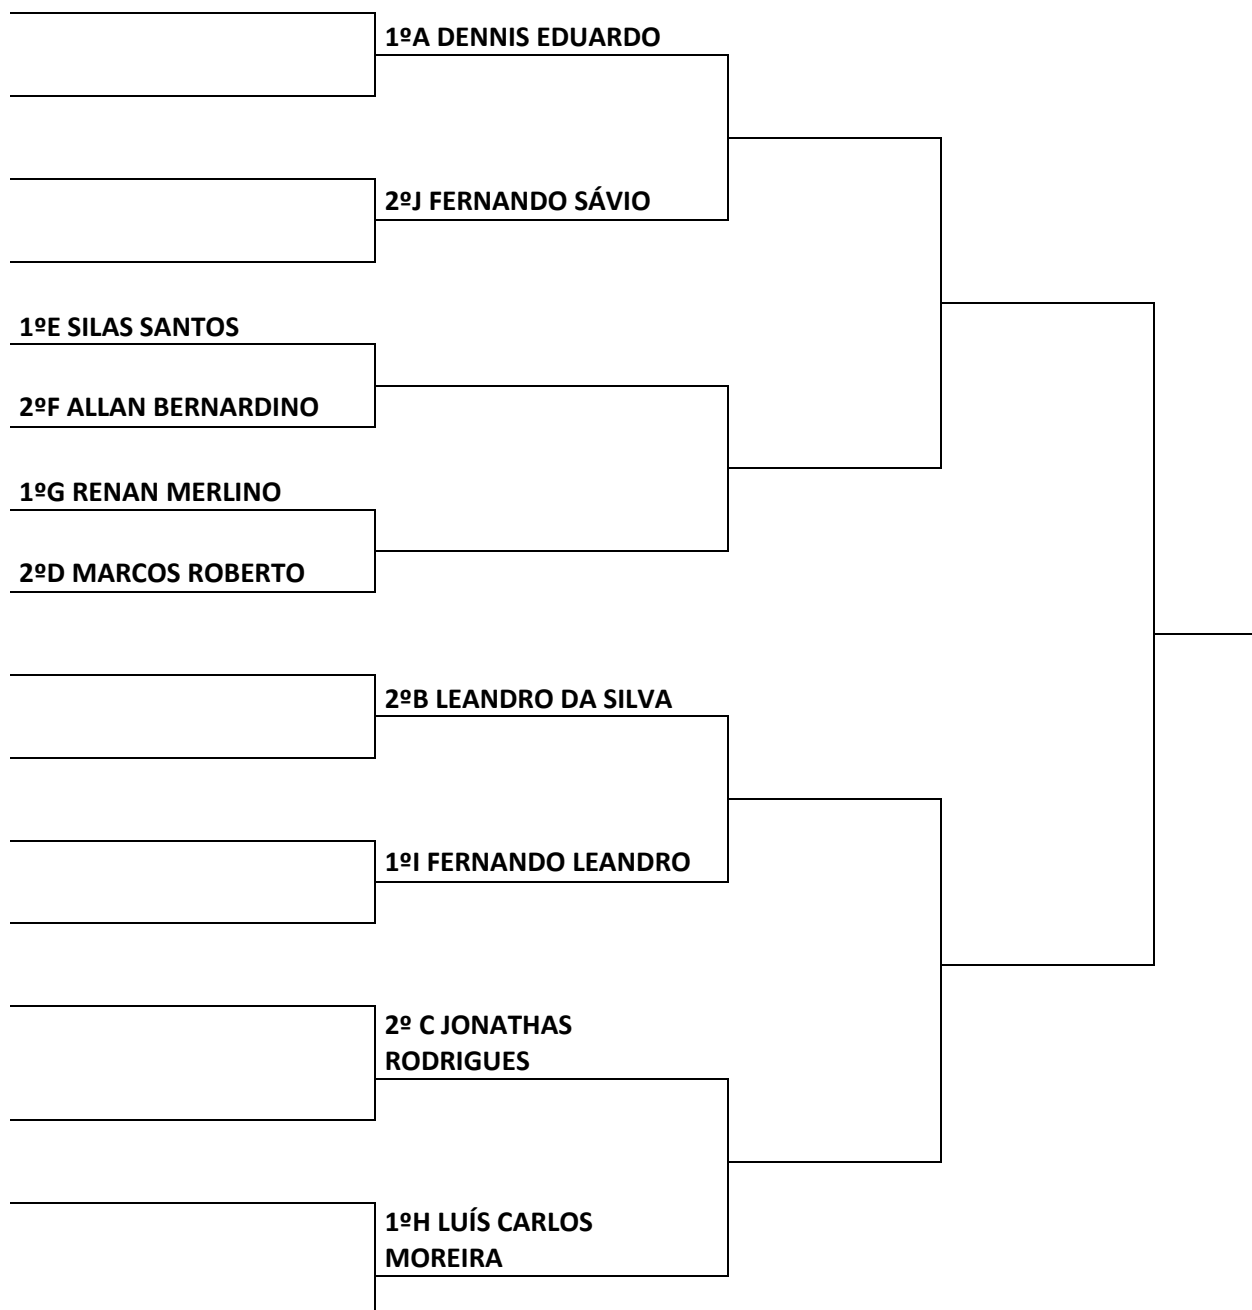 1ºA DENNIS EDUARDO
2ºJ FERNANDO SÁVIO
1ºE SILAS SANTOS
2ºF ALLAN BERNARDINO
1ºG RENAN MERLINO
2ºD MARCOS ROBERTO
2ºB LEANDRO DA SILVA
1ºI FERNANDO LEANDRO
2º C JONATHAS
RODRIGUES
1ºH LUÍS CARLOS
MOREIRA